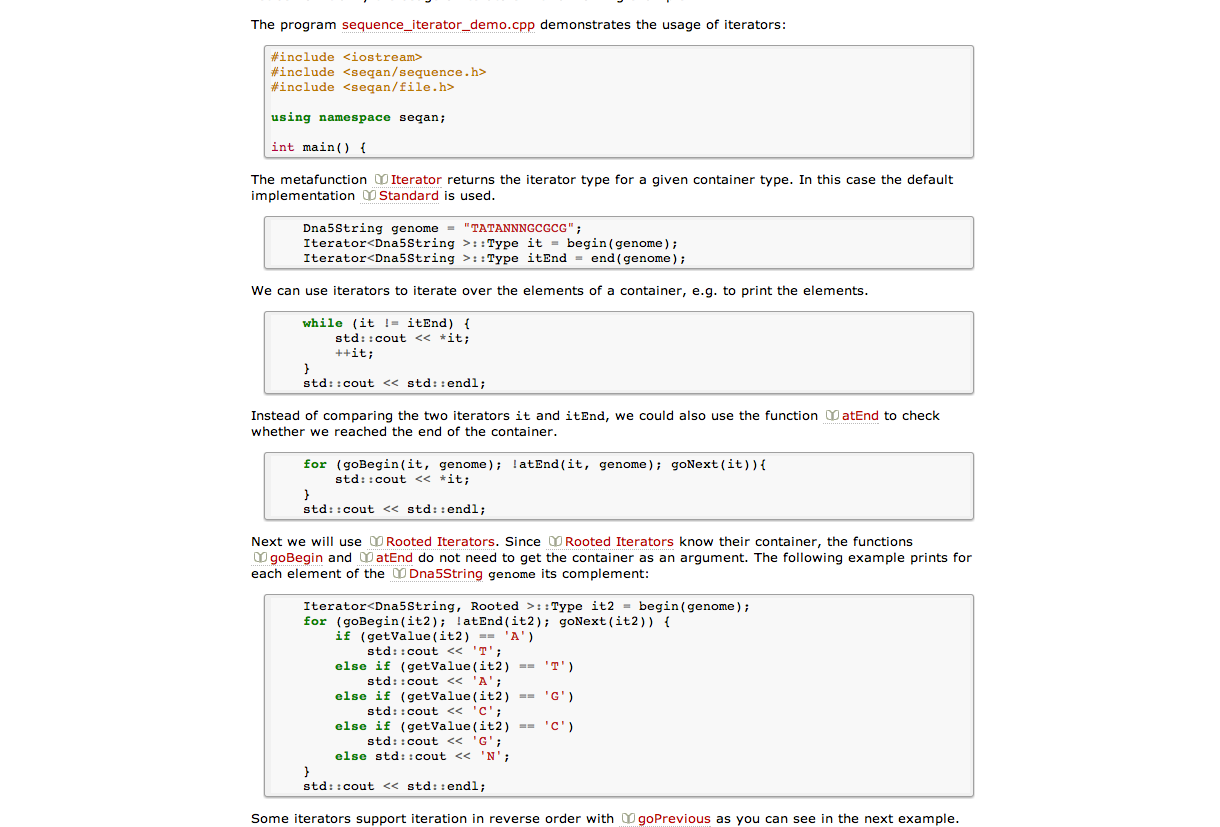 The program sequence_iterator_demo.cpp demonstrates the usage of iterators:
#include <iostream>
#include <seqan/sequence.h>
#include <seqan/file.h>
using namespace seqan;
int main() {
The metafunction Iterator returns the iterator type for a given container type. In this case the default
implementation Standard is used.
Dna5String genome = "TATANNNGCGCG";
Iterator<Dna5String >::Type it = begin(genome);
Iterator<Dna5String >::Type itEnd = end(genome);
We can use iterators to iterate over the elements of a container, e.g. to print the elements.
while (it != itEnd) {
std::cout << *it;
++it;
}
std::cout << std::endl;
Instead of comparing the two iterators it and itEnd, we could also use the function atEnd to check
whether we reached the end of the container.
for (goBegin(it, genome); !atEnd(it, genome); goNext(it)){
std::cout << *it;
}
std::cout << std::endl;
Next we will use Rooted Iterators. Since Rooted Iterators know their container, the functions
goBegin and atEnd do not need to get the container as an argument. The following example prints for
each element of the Dna5String genome its complement:
Iterator<Dna5String, Rooted >::Type it2 = begin(genome);
for (goBegin(it2); !atEnd(it2); goNext(it2)) {
if (getValue(it2) == 'A')
std::cout << 'T';
else if (getValue(it2) == 'T')
std::cout << 'A';
else if (getValue(it2) == 'G')
std::cout << 'C';
else if (getValue(it2) == 'C')
std::cout << 'G';
else std::cout << 'N';
}
std::cout << std::endl;
Some iterators support iteration in reverse order with goPrevious as you can see in the next example.